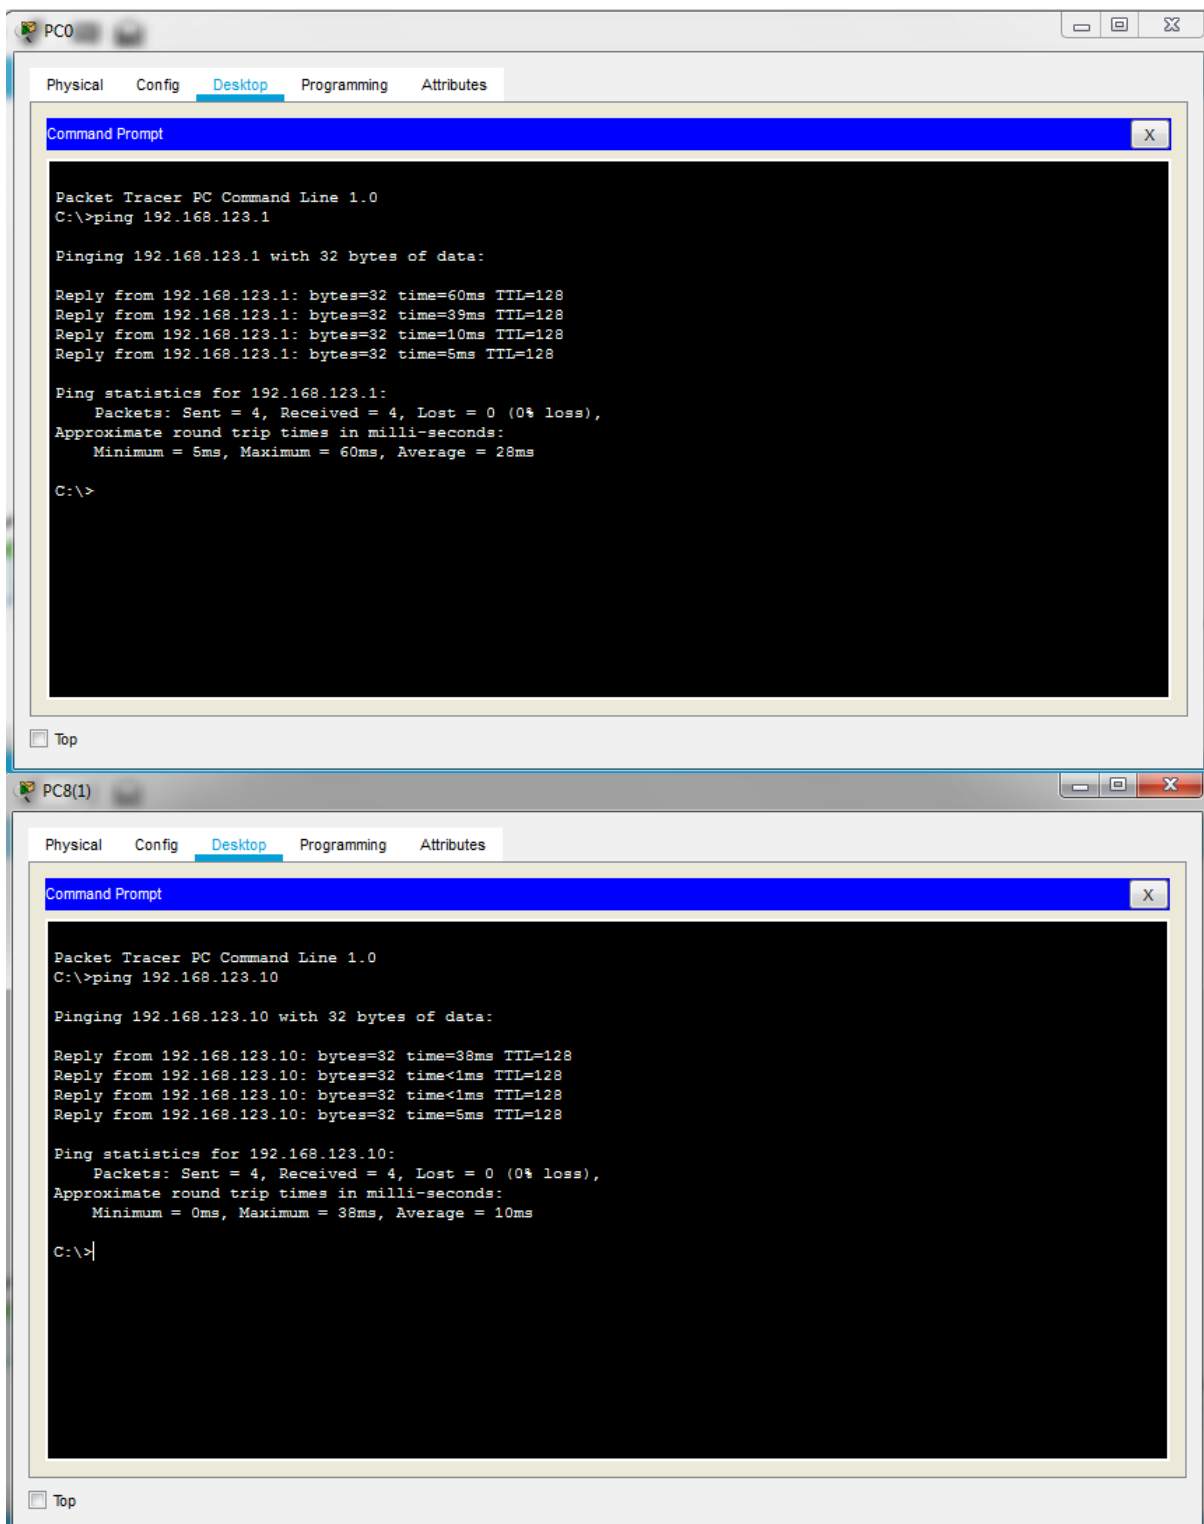 PC0
Physical Config Desktop Programming Attributes
Command Prompt
X
Packet Tracer PC Command Line 1.0
C:\>ping 192.168.123.1
Pinging 192.168.123.1 with 32 bytes of data:
Reply from 192.168.123.1: bytes=32 time=60ms TTL=128
Reply from 192.168.123.1: bytes=32 time=39ms TTL=128
Reply from 192.168.123.1: bytes=32 time=10ms TTL=128
Reply from 192.168.123.1: bytes=32 time=5ms TTL=128
Ping statistics for 192.168.123.1:
    Packets: Sent = 4, Received = 4, Lost = 0 (0% loss),
Approximate round trip times in milli-seconds:
    Minimum = 5ms, Maximum = 60ms, Average = 28ms
C:\>
Top
PC8(1)
Physical Config Desktop Programming Attributes
Command Prompt
X
Packet Tracer PC Command Line 1.0
C:\>ping 192.168.123.10
Pinging 192.168.123.10 with 32 bytes of data:
Reply from 192.168.123.10: bytes=32 time=38ms TTL=128
Reply from 192.168.123.10: bytes=32 time<1ms TTL=128
Reply from 192.168.123.10: bytes=32 time<1ms TTL=128
Reply from 192.168.123.10: bytes=32 time=5ms TTL=128
Ping statistics for 192.168.123.10:
    Packets: Sent = 4, Received = 4, Lost = 0 (0% loss),
Approximate round trip times in milli-seconds:
    Minimum = 0ms, Maximum = 38ms, Average = 10ms
C:\>
Top